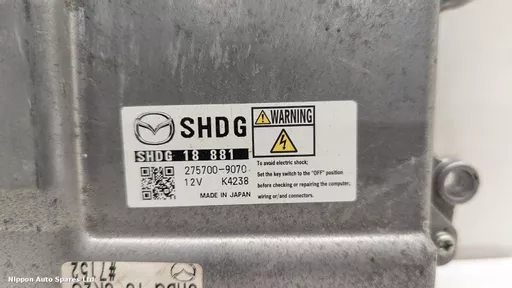 SHDG
SHDG 18 881
275700-9070
12V K4238
MADE IN JAPAN
WARNING
To avoid electric shock;
Set the key switch to the "OFF" position
before checking or repairing the computer,
wiring or/and connectors.
#7152
Nippon Auto Spares Ltd